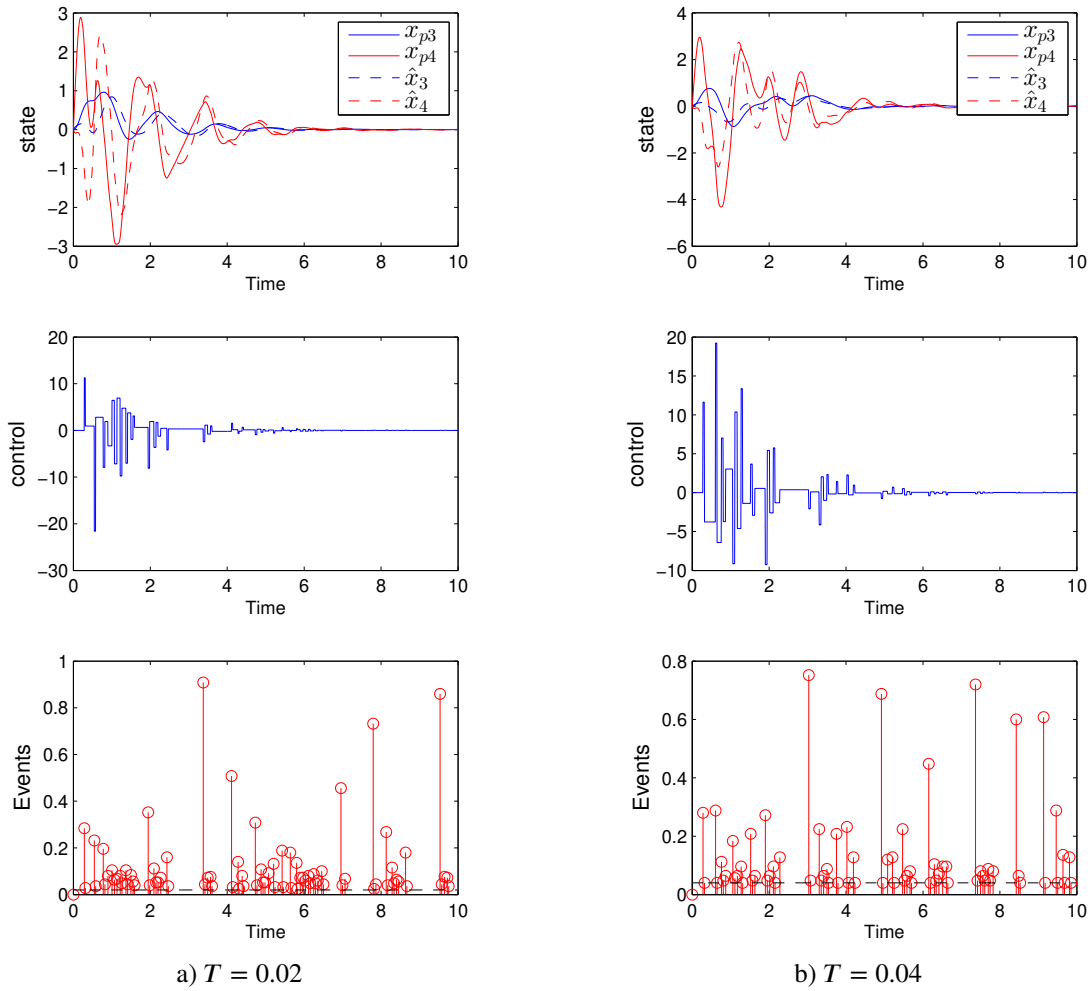 3
2
1
0
−1
−2
−3
state
0 2 4 6 8 10
Time
x_{p3}
x_{p4}
x̂_3
x̂_4
4
2
0
−2
−4
−6
state
0 2 4 6 8 10
Time
x_{p3}
x_{p4}
x̂_3
x̂_4
20
10
0
−10
−20
−30
control
0 2 4 6 8 10
Time
20
15
10
5
0
−5
−10
control
0 2 4 6 8 10
Time
1
0.8
0.6
0.4
0.2
0
Events
0 2 4 6 8 10
Time
0.8
0.6
0.4
0.2
0
Events
0 2 4 6 8 10
Time
a) T = 0.02
b) T = 0.04